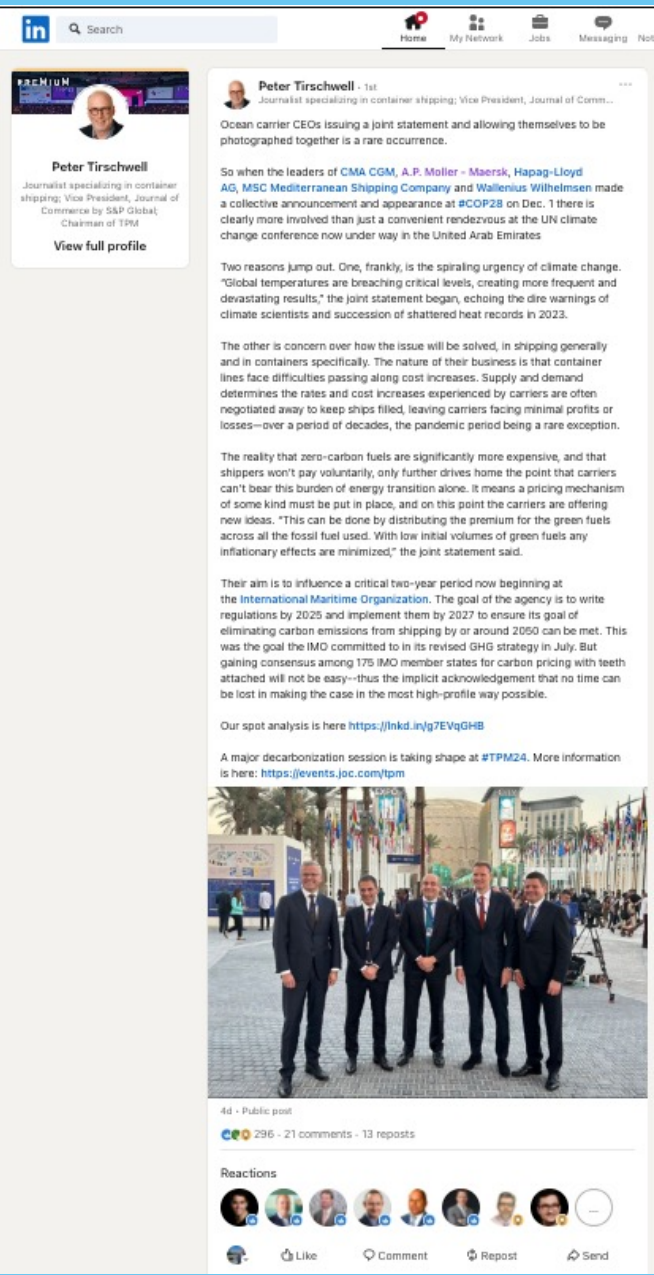 in
Search
Home
My Network
Jobs
Messaging
Not
PREMIUM
Peter Tirschwell
Journalist specializing in container
shipping; Vice President, Journal of
Commerce by S&P Global;
Chairman of TPM
View full profile
Peter Tirschwell · 1st
Journalist specializing in container shipping; Vice President, Journal of Comm...
Ocean carrier CEOs issuing a joint statement and allowing themselves to be
photographed together is a rare occurrence.
So when the leaders of CMA CGM, A.P. Moller - Maersk, Hapag-Lloyd
AG, MSC Mediterranean Shipping Company and Wallenius Wilhelmsen made
a collective announcement and appearance at #COP28 on Dec. 1 there is
clearly more involved than just a convenient rendezvous at the UN climate
change conference now under way in the United Arab Emirates
Two reasons jump out. One, frankly, is the spiraling urgency of climate change.
"Global temperatures are breaching critical levels, creating more frequent and
devastating results," the joint statement began, echoing the dire warnings of
climate scientists and succession of shattered heat records in 2023.
The other is concern over how the issue will be solved, in shipping generally
and in containers specifically. The nature of their business is that container
lines face difficulties passing along cost increases. Supply and demand
determines the rates and cost increases experienced by carriers are often
negotiated away to keep ships filled, leaving carriers facing minimal profits or
losses—over a period of decades, the pandemic period being a rare exception.
The reality that zero-carbon fuels are significantly more expensive, and that
shippers won't pay voluntarily, only further drives home the point that carriers
can't bear this burden of energy transition alone. It means a pricing mechanism
of some kind must be put in place, and on this point the carriers are offering
new ideas. "This can be done by distributing the premium for the green fuels
across all the fossil fuel used. With low initial volumes of green fuels any
inflationary effects are minimized," the joint statement said.
Their aim is to influence a critical two-year period now beginning at
the International Maritime Organization. The goal of the agency is to write
regulations by 2025 and implement them by 2027 to ensure its goal of
eliminating carbon emissions from shipping by or around 2050 can be met. This
was the goal the IMO committed to in its revised GHG strategy in July. But
gaining consensus among 175 IMO member states for carbon pricing with teeth
attached will not be easy--thus the implicit acknowledgement that no time can
be lost in making the case in the most high-profile way possible.
Our spot analysis is here https://lnkd.in/g7EVqGHB
A major decarbonization session is taking shape at #TPM24. More information
is here: https://events.joc.com/tpm
4d · Public post
296 · 21 comments · 13 reposts
Reactions
...
Like
Comment
Repost
Send